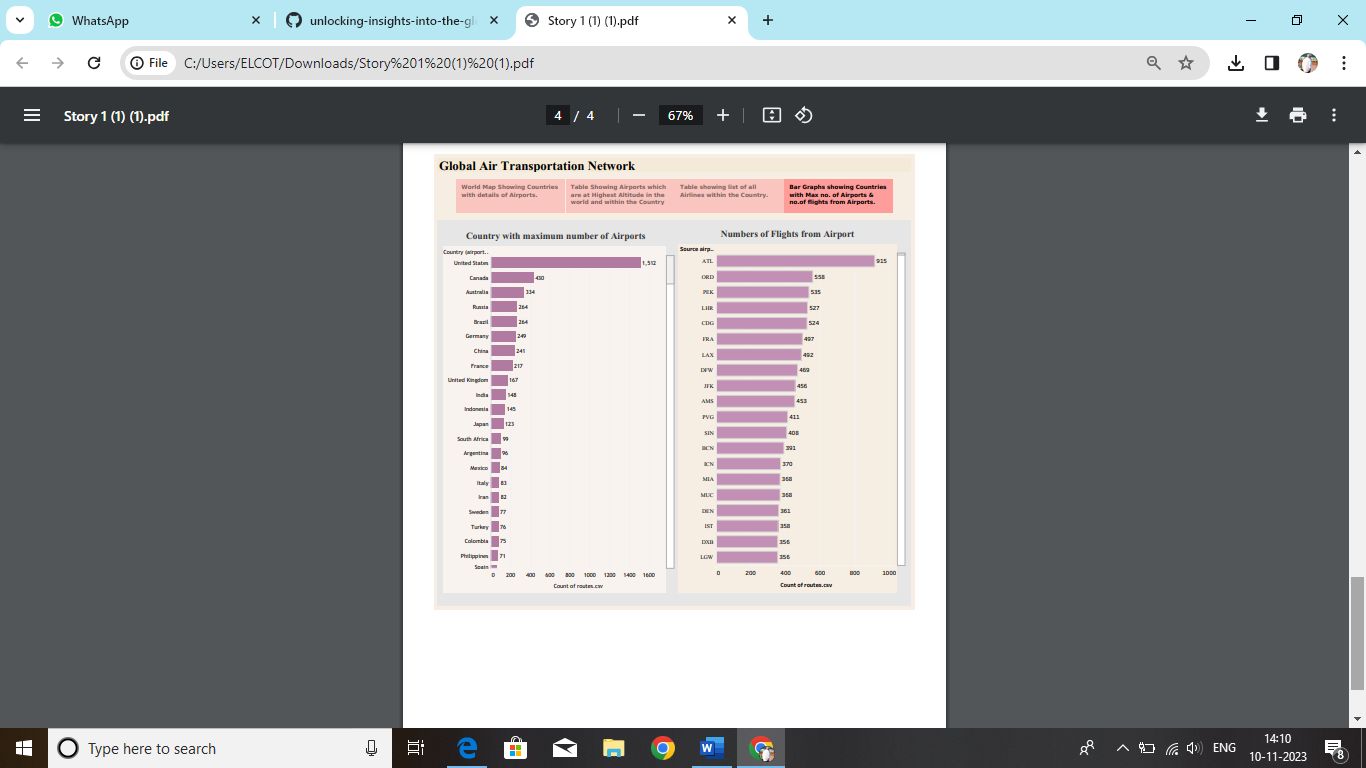 WhatsApp
unlocking-insights-into-the-gl
Story 1 (1) (1).pdf
File
C:/Users/ELCOT/Downloads/Story%201%20(1)%20(1).pdf
Story 1 (1) (1).pdf
4 / 4
67%
Global Air Transportation Network
World Map Showing Countries
with details of Airports.
Table Showing Airports which
are at Highest Altitude in the
world and within the Country
Table showing list of all
Airlines within the Country.
Bar Graphs showing Countries
with Max no. of Airports &
no.of flights from Airports.
Country with maximum number of Airports
Country (airport..
United States 1,512
Canada 430
Australia 334
Russia 264
Brazil 264
Germany 249
China 241
France 217
United Kingdom 167
India 148
Indonesia 145
Japan 123
South Africa 99
Argentina 96
Mexico 84
Italy 83
Iran 82
Sweden 77
Turkey 76
Colombia 75
Philippines 71
Spain
0 200 400 600 800 1000 1200 1400 1600
Count of routes.csv
Numbers of Flights from Airport
Source airp..
ATL 915
ORD 558
PEK 535
LHR 527
CDG 524
FRA 497
LAX 492
DFW 469
JFK 456
AMS 453
PVG 411
SIN 408
BCN 391
ICN 370
MIA 368
MUC 368
DEN 361
IST 358
DXB 356
LGW 356
0 200 400 600 800 1000
Count of routes.csv
Type here to search
ENG
14:10
10-11-2023
8